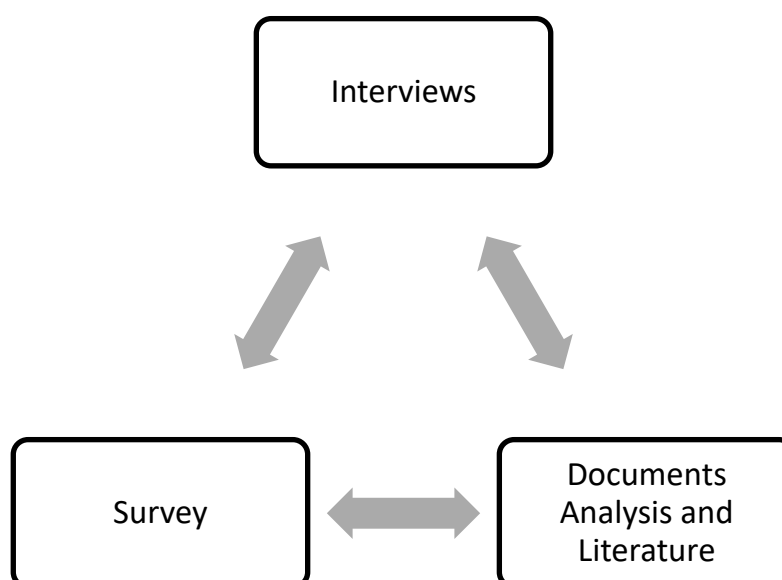 Interviews
Survey
Documents
Analysis and
Literature